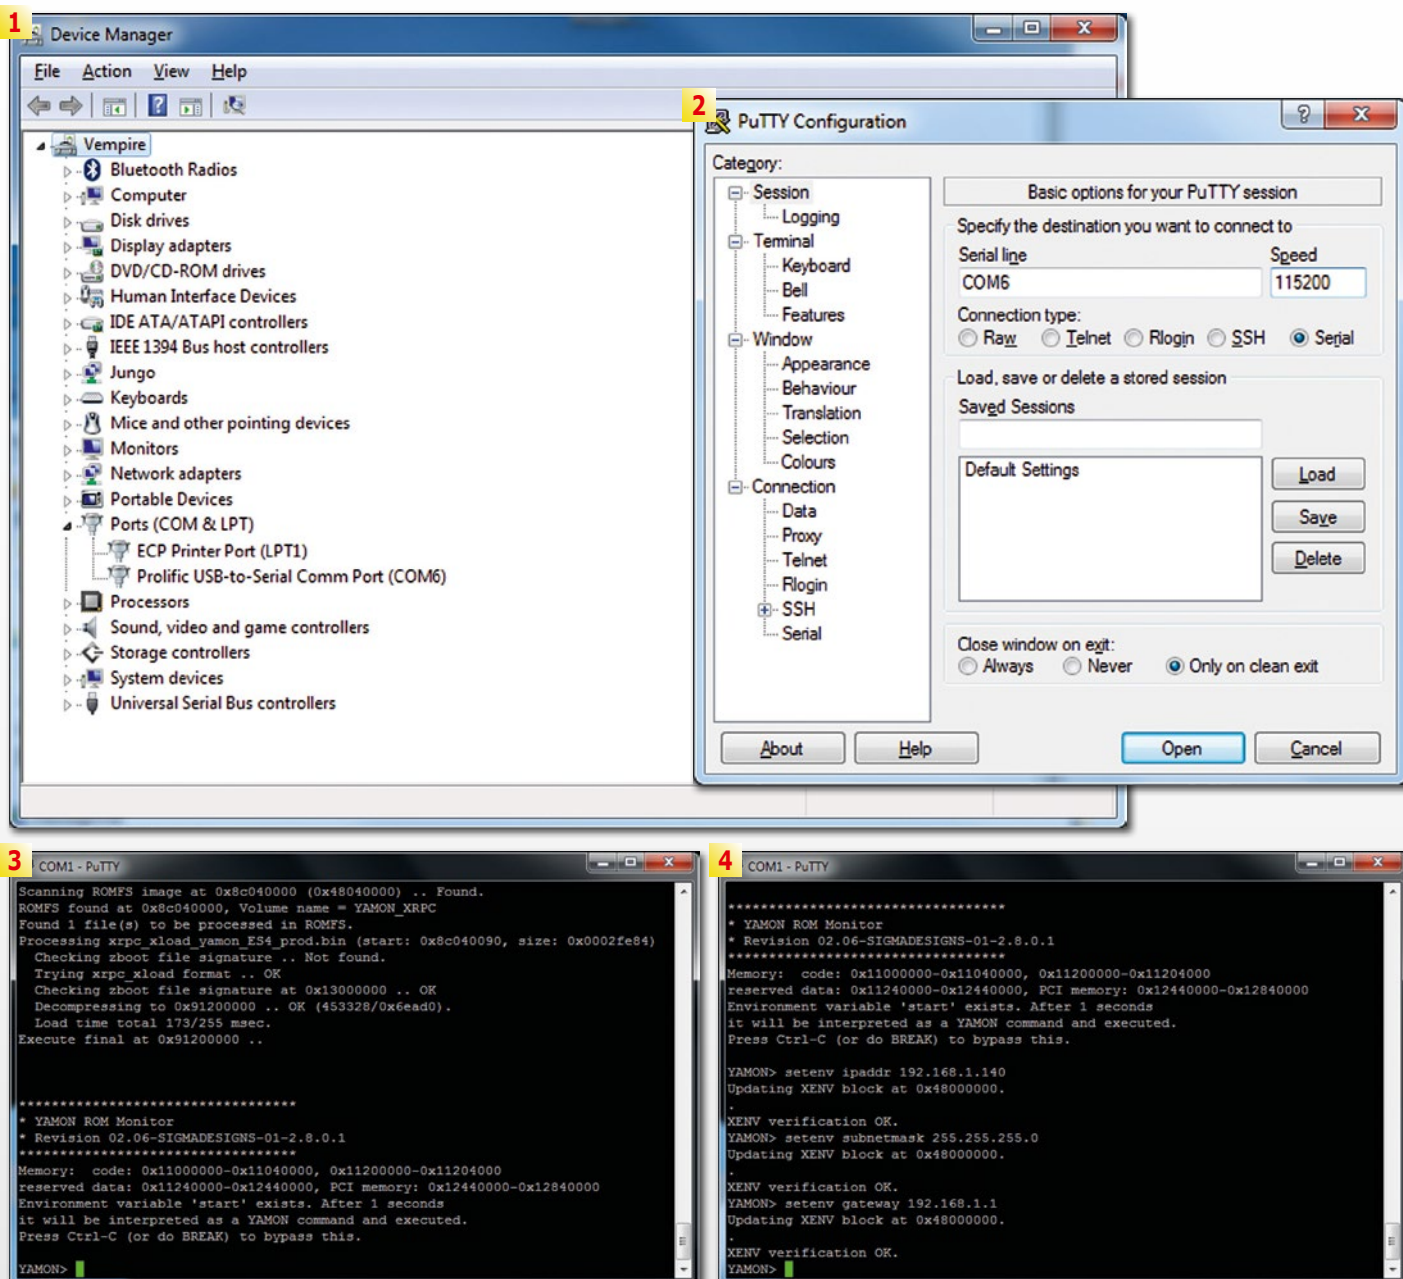 1
Device Manager
File Action View Help
Vempire
Bluetooth Radios
Computer
Disk drives
Display adapters
DVD/CD-ROM drives
Human Interface Devices
IDE ATA/ATAPI controllers
IEEE 1394 Bus host controllers
Jungo
Keyboards
Mice and other pointing devices
Monitors
Network adapters
Portable Devices
Ports (COM & LPT)
ECP Printer Port (LPT1)
Prolific USB-to-Serial Comm Port (COM6)
Processors
Sound, video and game controllers
Storage controllers
System devices
Universal Serial Bus controllers
2
PuTTY Configuration
Category:
Session
Logging
Terminal
Keyboard
Bell
Features
Window
Appearance
Behaviour
Translation
Selection
Colours
Connection
Data
Proxy
Telnet
Rlogin
SSH
Serial
Basic options for your PuTTY session
Specify the destination you want to connect to
Serial line Speed
COM6 115200
Connection type:
Raw Telnet Rlogin SSH Serial
Load, save or delete a stored session
Saved Sessions
Default Settings
Load
Save
Delete
Close window on exit:
Always Never Only on clean exit
About Help Open Cancel
3
COM1 - PuTTY
Scanning ROMFS image at 0x8c040000 (0x48040000) .. Found.
ROMFS found at 0x8c040000, Volume name = YAMON_XRPC
Found 1 file(s) to be processed in ROMFS.
Processing xrpc_xload_yamon_ES4_prod.bin (start: 0x8c040090, size: 0x0002fe84)
Checking zboot file signature .. Not found.
Trying xrpc_xload format .. OK
Checking zboot file signature at 0x13000000 .. OK
Decompressing to 0x91200000 .. OK (453328/0x6ead0).
Load time total 173/255 msec.
Execute final at 0x91200000 ..
**********************************
* YAMON ROM Monitor
* Revision 02.06-SIGMADESIGNS-01-2.8.0.1
**********************************
Memory: code: 0x11000000-0x11040000, 0x11200000-0x11204000
reserved data: 0x11240000-0x12440000, PCI memory: 0x12440000-0x12840000
Environment variable 'start' exists. After 1 seconds
it will be interpreted as a YAMON command and executed.
Press Ctrl-C (or do BREAK) to bypass this.
YAMON>
4
COM1 - PuTTY
**********************************
* YAMON ROM Monitor
* Revision 02.06-SIGMADESIGNS-01-2.8.0.1
**********************************
Memory: code: 0x11000000-0x11040000, 0x11200000-0x11204000
reserved data: 0x11240000-0x12440000, PCI memory: 0x12440000-0x12840000
Environment variable 'start' exists. After 1 seconds
it will be interpreted as a YAMON command and executed.
Press Ctrl-C (or do BREAK) to bypass this.
YAMON> setenv ipaddr 192.168.1.140
Updating XENV block at 0x48000000.
.
XENV verification OK.
YAMON> setenv subnetmask 255.255.255.0
Updating XENV block at 0x48000000.
.
XENV verification OK.
YAMON> setenv gateway 192.168.1.1
Updating XENV block at 0x48000000.
.
XENV verification OK.
YAMON>